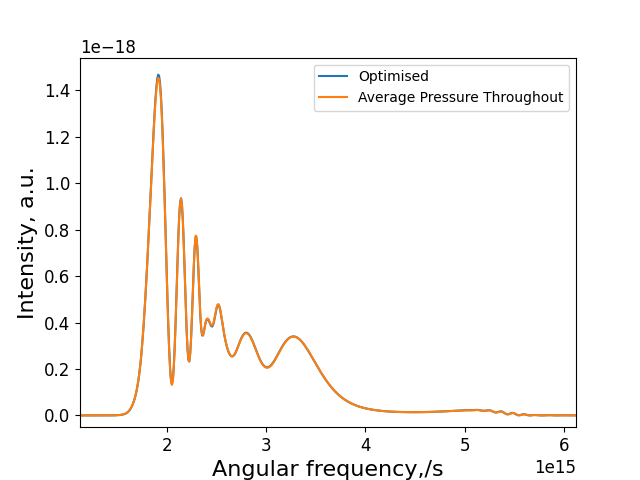 1e−18
Optimised
Average Pressure Throughout
1.4
1.2
1.0
0.8
0.6
0.4
0.2
0.0
Intensity, a.u.
2 3 4 5 6
1e15
Angular frequency,/s